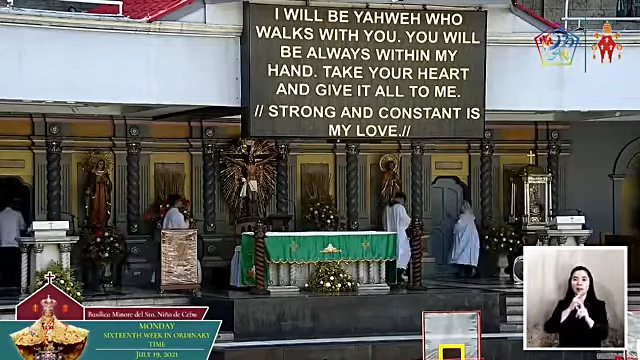 I WILL BE YAHWEH WHO
WALKS WITH YOU. YOU WILL
BE ALWAYS WITHIN MY
HAND. TAKE YOUR HEART
AND GIVE IT ALL TO ME.
// STRONG AND CONSTANT IS
MY LOVE.//
Basilica Minore del Sto. Niño de Cebu
MONDAY
SIXTEENTH WEEK IN ORDINARY
TIME
JULY 19, 2021